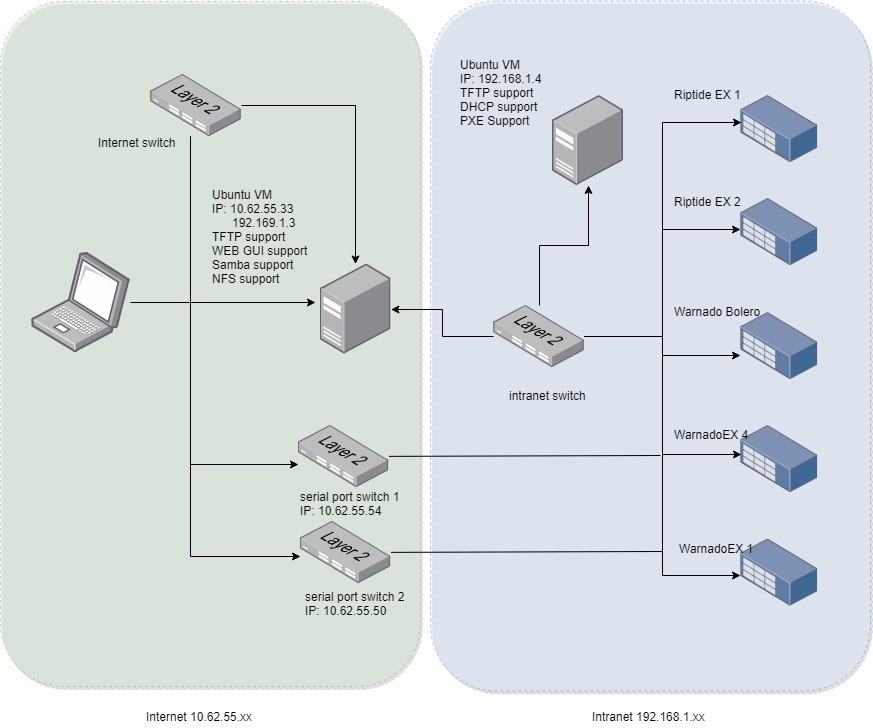 Layer 2
Internet switch
Ubuntu VM
IP: 10.62.55.33
192.169.1.3
TFTP support
WEB GUI support
Samba support
NFS support
Layer 2
serial port switch 1
IP: 10.62.55.54
Layer 2
serial port switch 2
IP: 10.62.55.50
Internet 10.62.55.xx
Ubuntu VM
IP: 192.168.1.4
TFTP support
DHCP support
PXE Support
Layer 2
intranet switch
Riptide EX 1
Riptide EX 2
Warnado Bolero
WarnadoEX 4
WarnadoEX 1
Intranet 192.168.1.xx